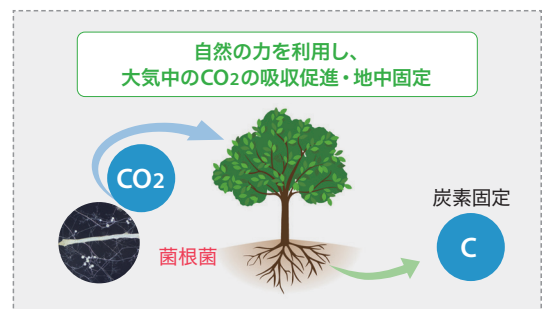 自然の力を利用し、
大気中のCO2の吸収促進・地中固定
CO2
炭素固定
C
菌根菌